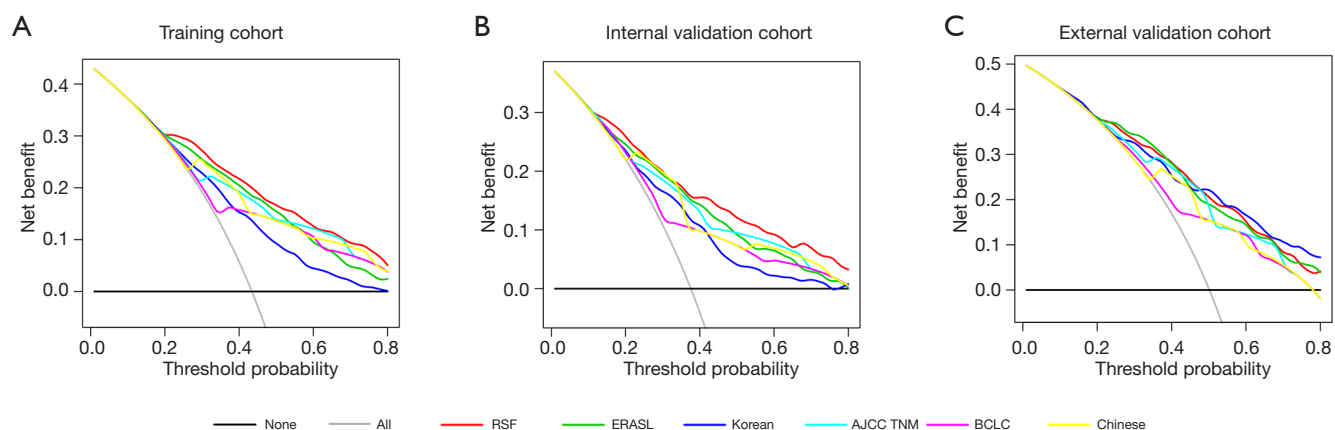 A
Training cohort
Net benefit
0.4
0.3
0.2
0.1
0.0
0.0 0.2 0.4 0.6 0.8
Threshold probability
B
Internal validation cohort
Net benefit
0.3
0.2
0.1
0.0
0.0 0.2 0.4 0.6 0.8
Threshold probability
C
External validation cohort
Net benefit
0.5
0.4
0.3
0.2
0.1
0.0
0.0 0.2 0.4 0.6 0.8
Threshold probability
None All RSF ERASL Korean AJCC TNM BCLC Chinese